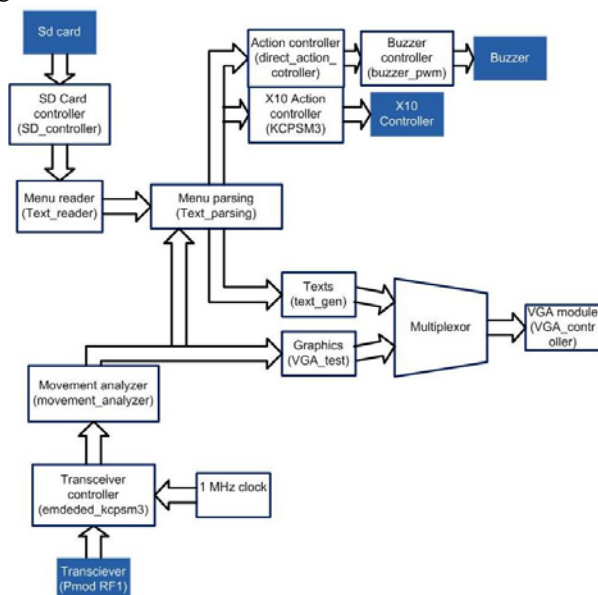 Sd card
SD Card
controller
(SD_controller)
Menu reader
(Text_reader)
Menu parsing
(Text_parsing)
Action controller
(direct_action_
cotroller)
Buzzer
controller
(buzzer_pwm)
Buzzer
X10 Action
controller
(KCPSM3)
X10
Controller
Texts
(text_gen)
Graphics
(VGA_test)
Multiplexor
VGA module
(VGA_contr
oller)
Movement analyzer
(movement_analyzer)
Transceiver
controller
(emdeded_kcpsm3)
1 MHz clock
Transciever
(Pmod RF1)